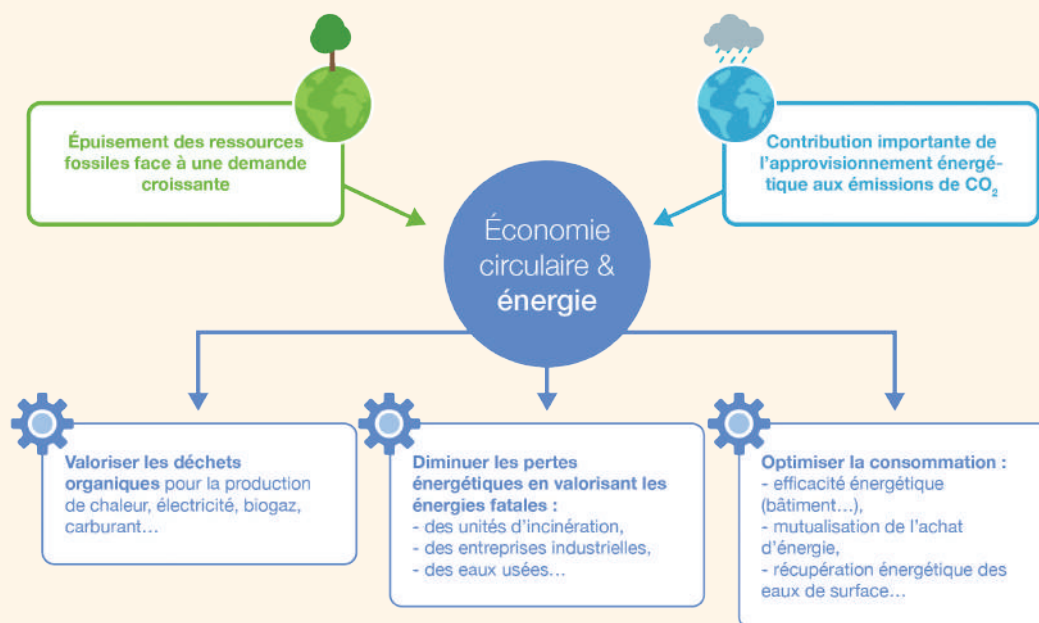 Épuisement des ressources
fossiles face à une demande
croissante
Contribution importante de
l'approvisionnement énergé-
tique aux émissions de CO₂
Économie
circulaire &
énergie
Valoriser les déchets
organiques pour la production
de chaleur, électricité, biogaz,
carburant…
Diminuer les pertes
énergétiques en valorisant les
énergies fatales :
- des unités d'incinération,
- des entreprises industrielles,
- des eaux usées…
Optimiser la consommation :
- efficacité énergétique
(bâtiment…),
- mutualisation de l'achat
d'énergie,
- récupération énergétique des
eaux de surface…